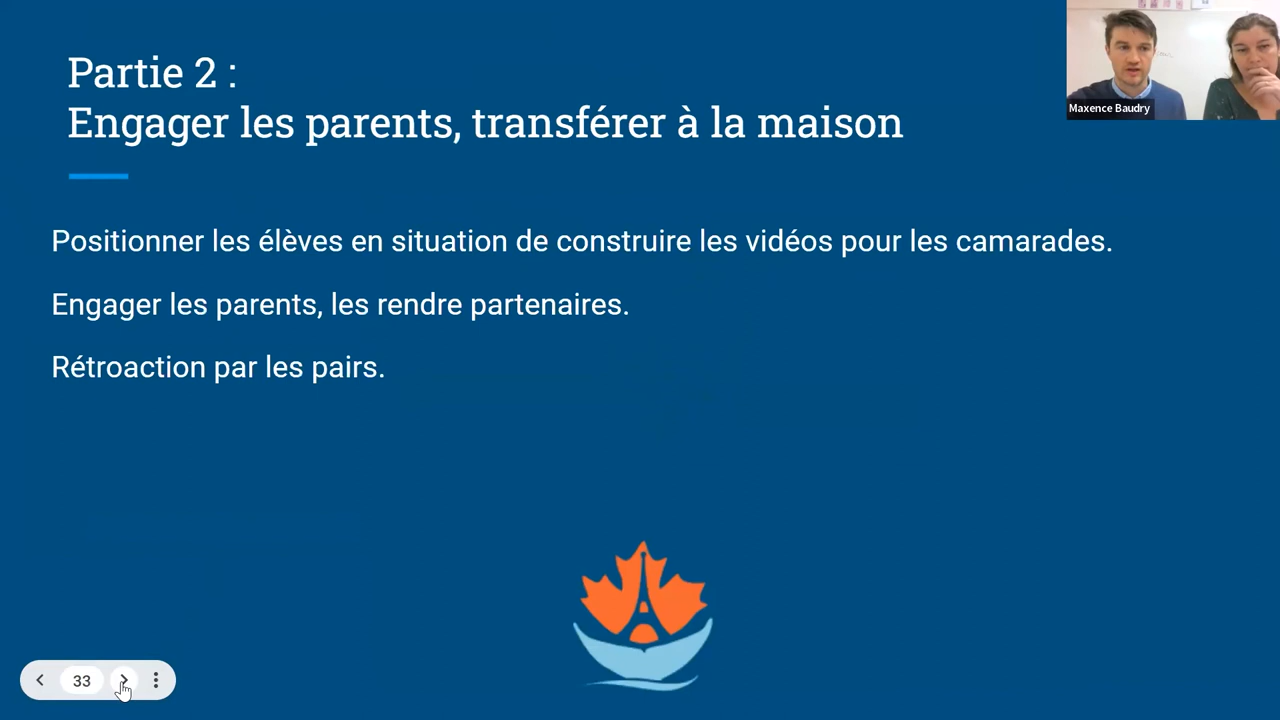 Partie 2 :
Engager les parents, transférer à la maison
Maxence Baudry
Positionner les élèves en situation de construire les vidéos pour les camarades.
Engager les parents, les rendre partenaires.
Rétroaction par les pairs.
33